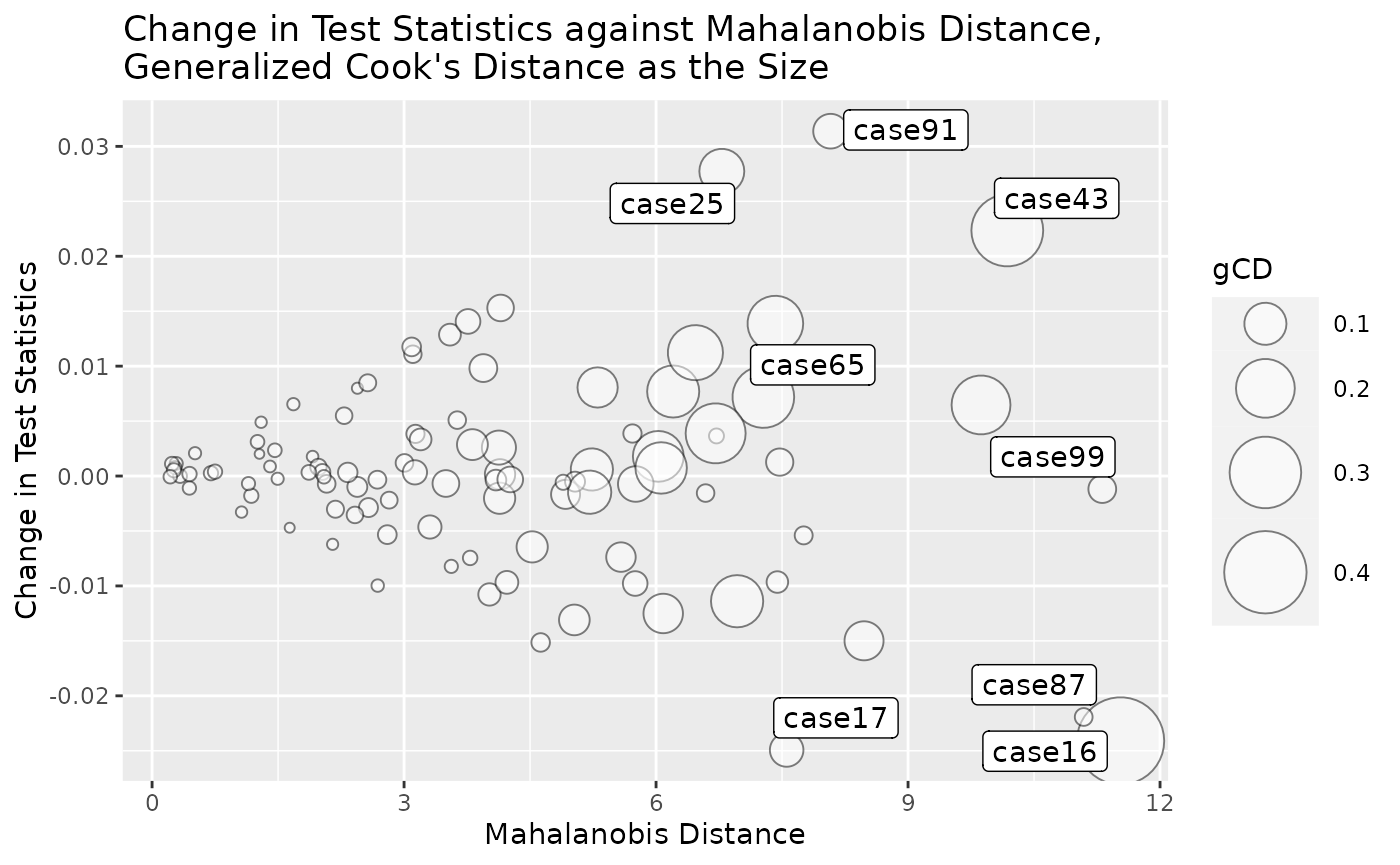 Change in Test Statistics against Mahalanobis Distance,
Generalized Cook's Distance as the Size
Change in Test Statistics
0.03
0.02
0.01
0.00
-0.01
-0.02
case91
case25
case43
case65
case99
case87
case17
case16
0
3
6
9
12
Mahalanobis Distance
gCD
0.1
0.2
0.3
0.4